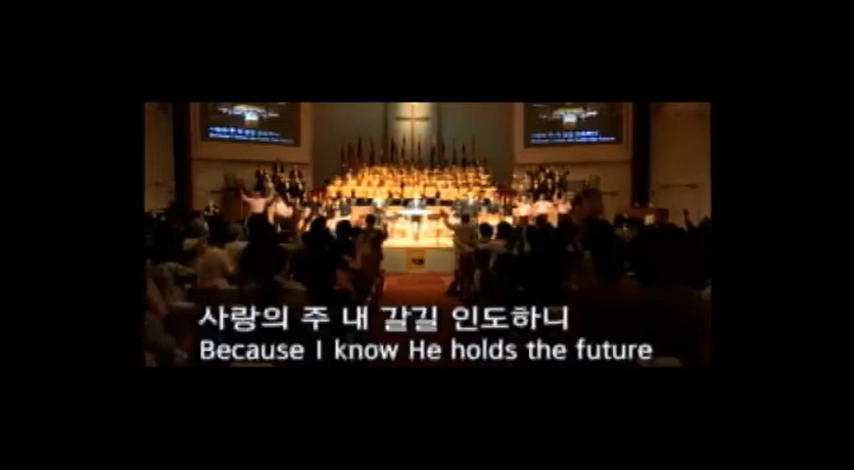 사랑의 주 내 갈길 인도하니
Because I know He holds the future